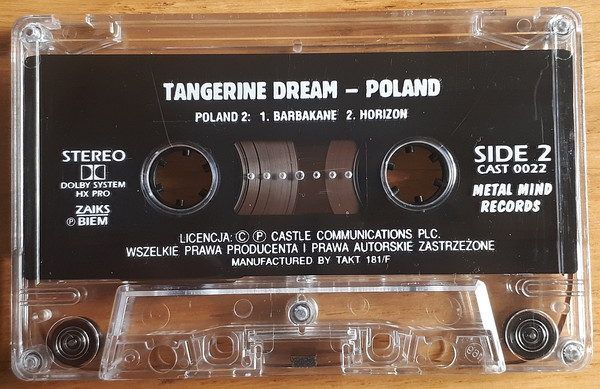 TANGERINE DREAM – POLAND
POLAND 2: 1. BARBAKANE 2. HORIZON
STEREO
DOLBY SYSTEM
HX PRO
ZAIKS
Ⓟ BIEM
SIDE 2
CAST 0022
METAL MIND
RECORDS
LICENCJA: © Ⓟ CASTLE COMMUNICATIONS PLC.
WSZELKIE PRAWA PRODUCENTA I PRAWA AUTORSKIE ZASTRZEŻONE
MANUFACTURED BY TAKT 181/F